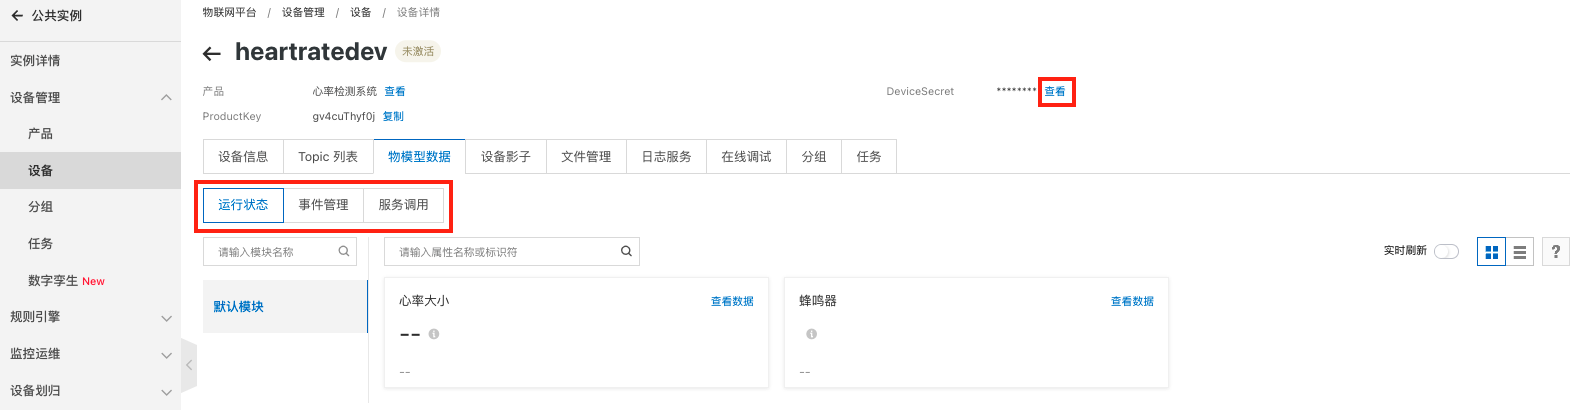 公共实例
实例详情
设备管理
产品
设备
分组
任务
数字孪生 New
规则引擎
监控运维
设备划归
物联网平台 / 设备管理 / 设备 / 设备详情
heartratedev 未激活
产品 心率检测系统 查看 DeviceSecret ******** 查看
ProductKey gv4cuThyf0j 复制
设备信息 Topic 列表 物模型数据 设备影子 文件管理 日志服务 在线调试 分组 任务
运行状态 事件管理 服务调用
请输入模块名称 请输入属性名称或标识符 实时刷新 ?
默认模块
心率大小 查看数据 蜂鸣器 查看数据
--
-- --